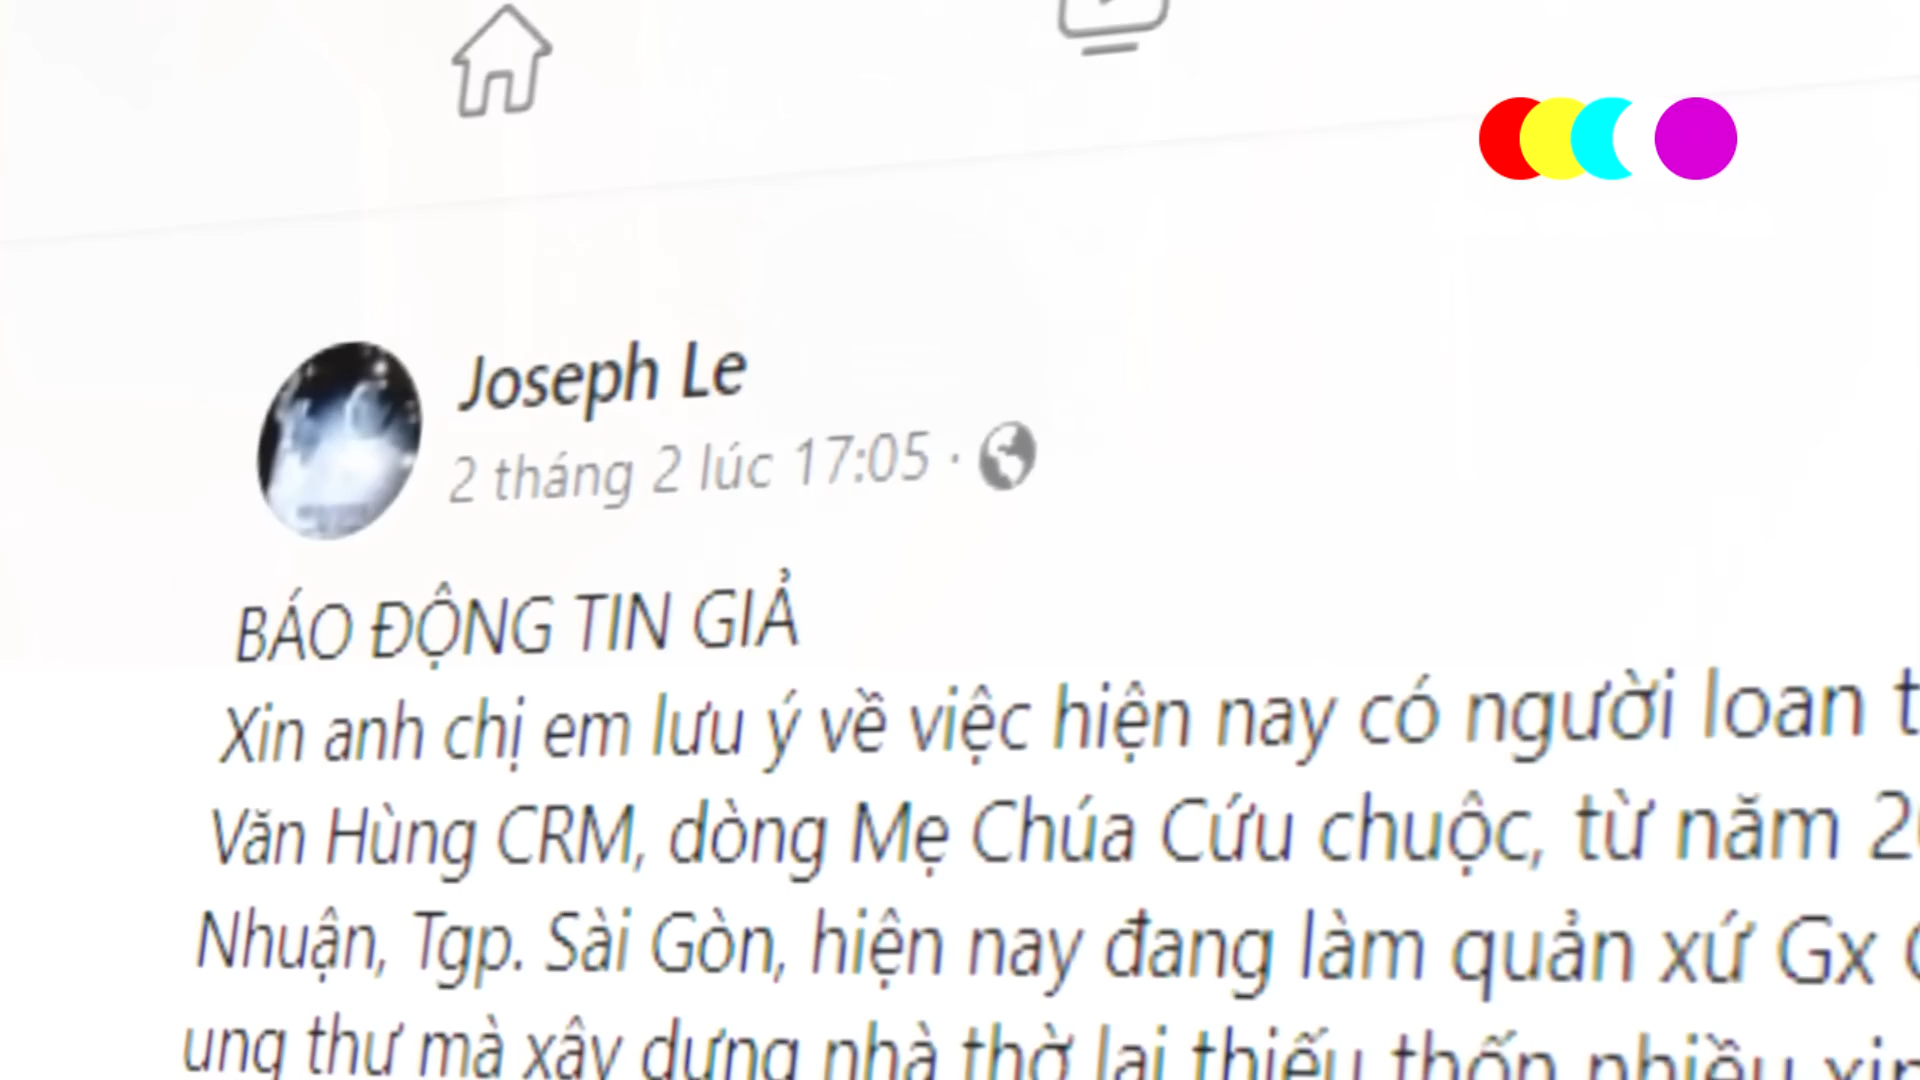 Joseph Le
2 tháng 2 lúc 17:05 ·
BÁO ĐỘNG TIN GIẢ
Xin anh chị em lưu ý về việc hiện nay có người loan
Văn Hùng CRM, dòng Mẹ Chúa Cứu chuộc, từ năm
Nhuận, Tgp. Sài Gòn, hiện nay đang làm quản xứ Gx
ung thư mà xây dựng nhà thờ lại thiếu thốn nhiều